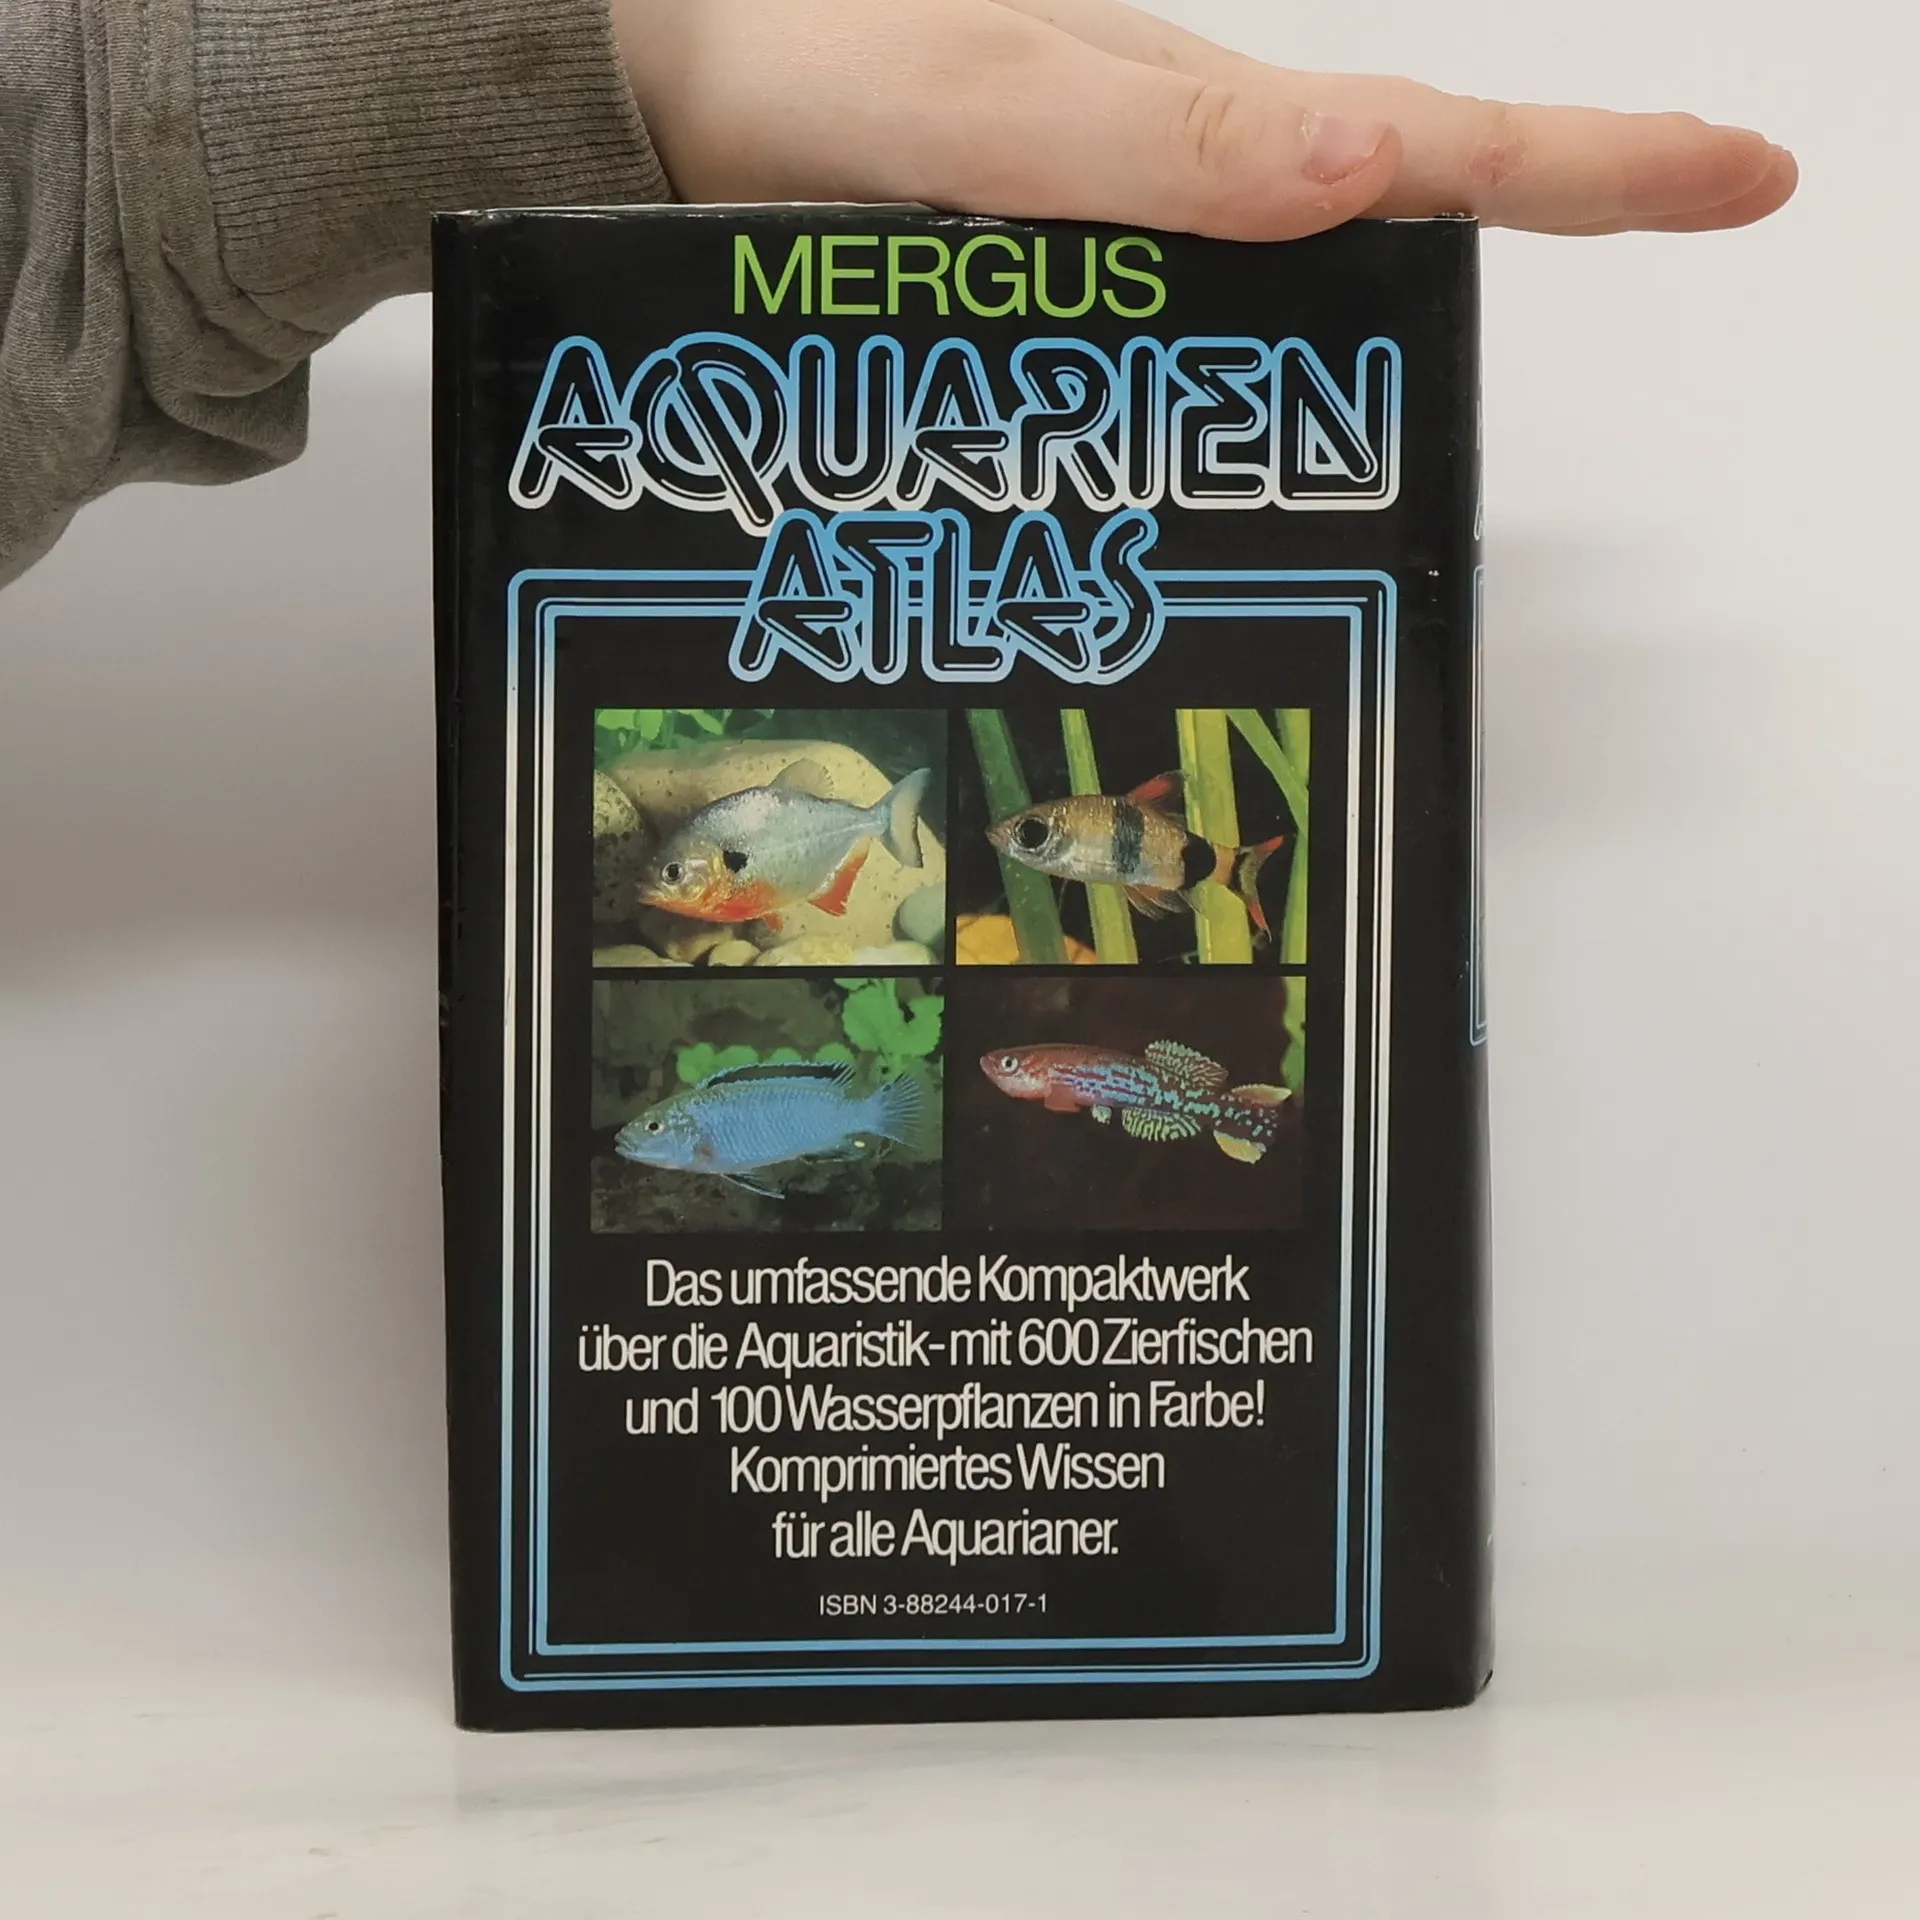 MERGUS
AQUARIEN
ATLAS
Das umfassende Kompaktwerk
über die Aquaristik-mit 600 Zierfischen
und 100 Wasserpflanzen in Farbe!
Komprimiertes Wissen
für alle Aquarianer.
ISBN 3-88244-017-1